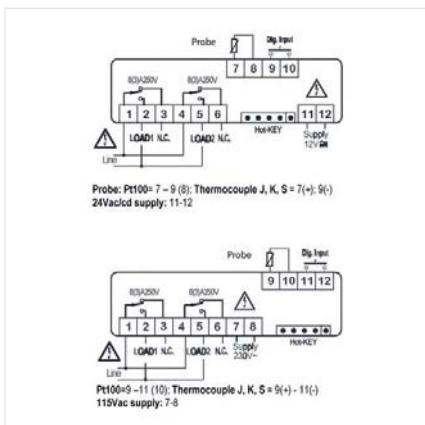 Probe
Dig. Input
7 8 9 10
8(3)A250V 8(3)A250V
1 2 3 4 5 6
11 12
LOAD1 N.C. LOAD2 N.C.
Hot-KEY
Supply
12V
Line
Probe: Pt100= 7 – 9 (8); Thermocouple J, K, S = 7(+); 9(-)
24Vac/cd supply: 11-12
Probe
Dig. Input
9 10 11 12
8(3)A250V 8(3)A250V
1 2 3 4 5 6 7 8
LOAD1 N.C. LOAD2 N.C.
Supply
230V~
Hot-KEY
Line
Pt100=9 –11 (10); Thermocouple J, K, S = 9(+) - 11(-)
115Vac supply: 7-8